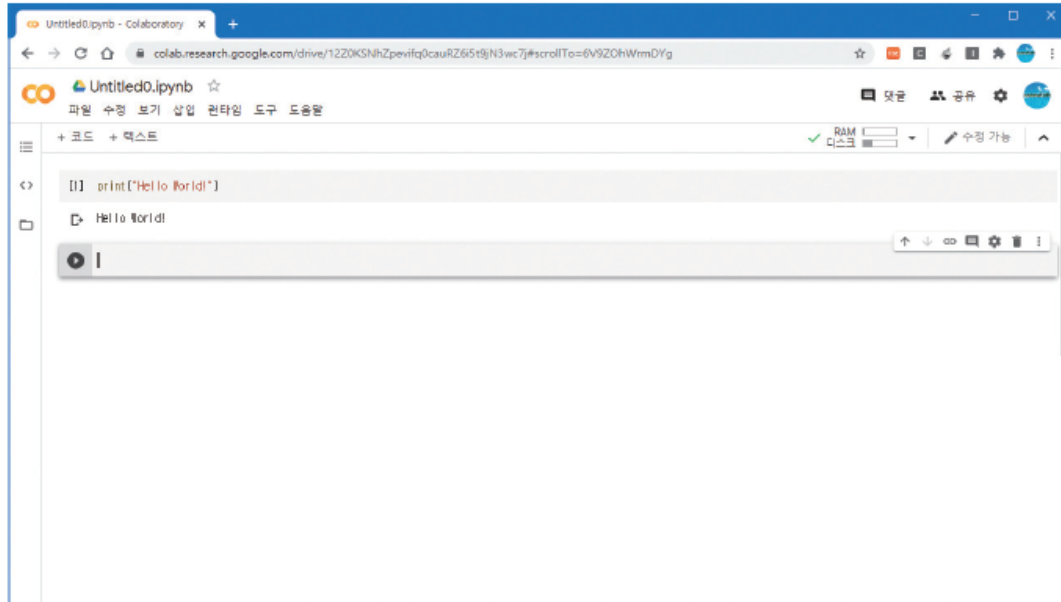 Untitled0.ipynb - Colaboratory
colab.research.google.com/drive/12Z0KSNhZpevifq0cauRZ6i5t9jN3wc7j#scrollTo=6V9ZOhWrmDYg
Untitled0.ipynb
댓글 공유
파일 수정 보기 삽입 런타임 도구 도움말
+ 코드 + 텍스트
RAM
디스크
수정 가능
[1] print("Hello World!")
Hello World!